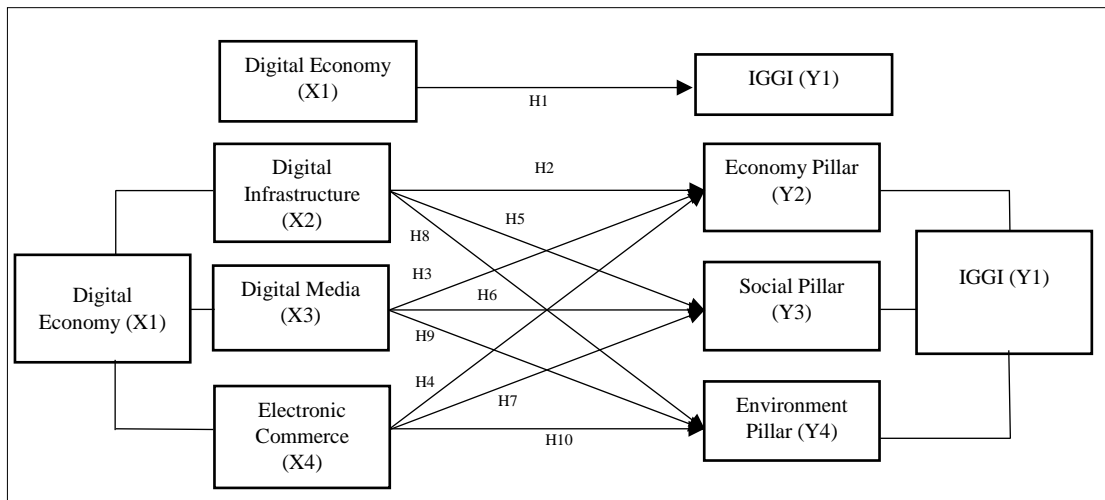 Digital Economy
(X1)
H1
IGGI (Y1)
Digital
Infrastructure
(X2)
H2
Economy Pillar
(Y2)
H5
H8
Digital
Economy (X1)
Digital Media
(X3)
H3
H6
H9
Social Pillar
(Y3)
IGGI (Y1)
Electronic
Commerce
(X4)
H4
H7
H10
Environment
Pillar (Y4)